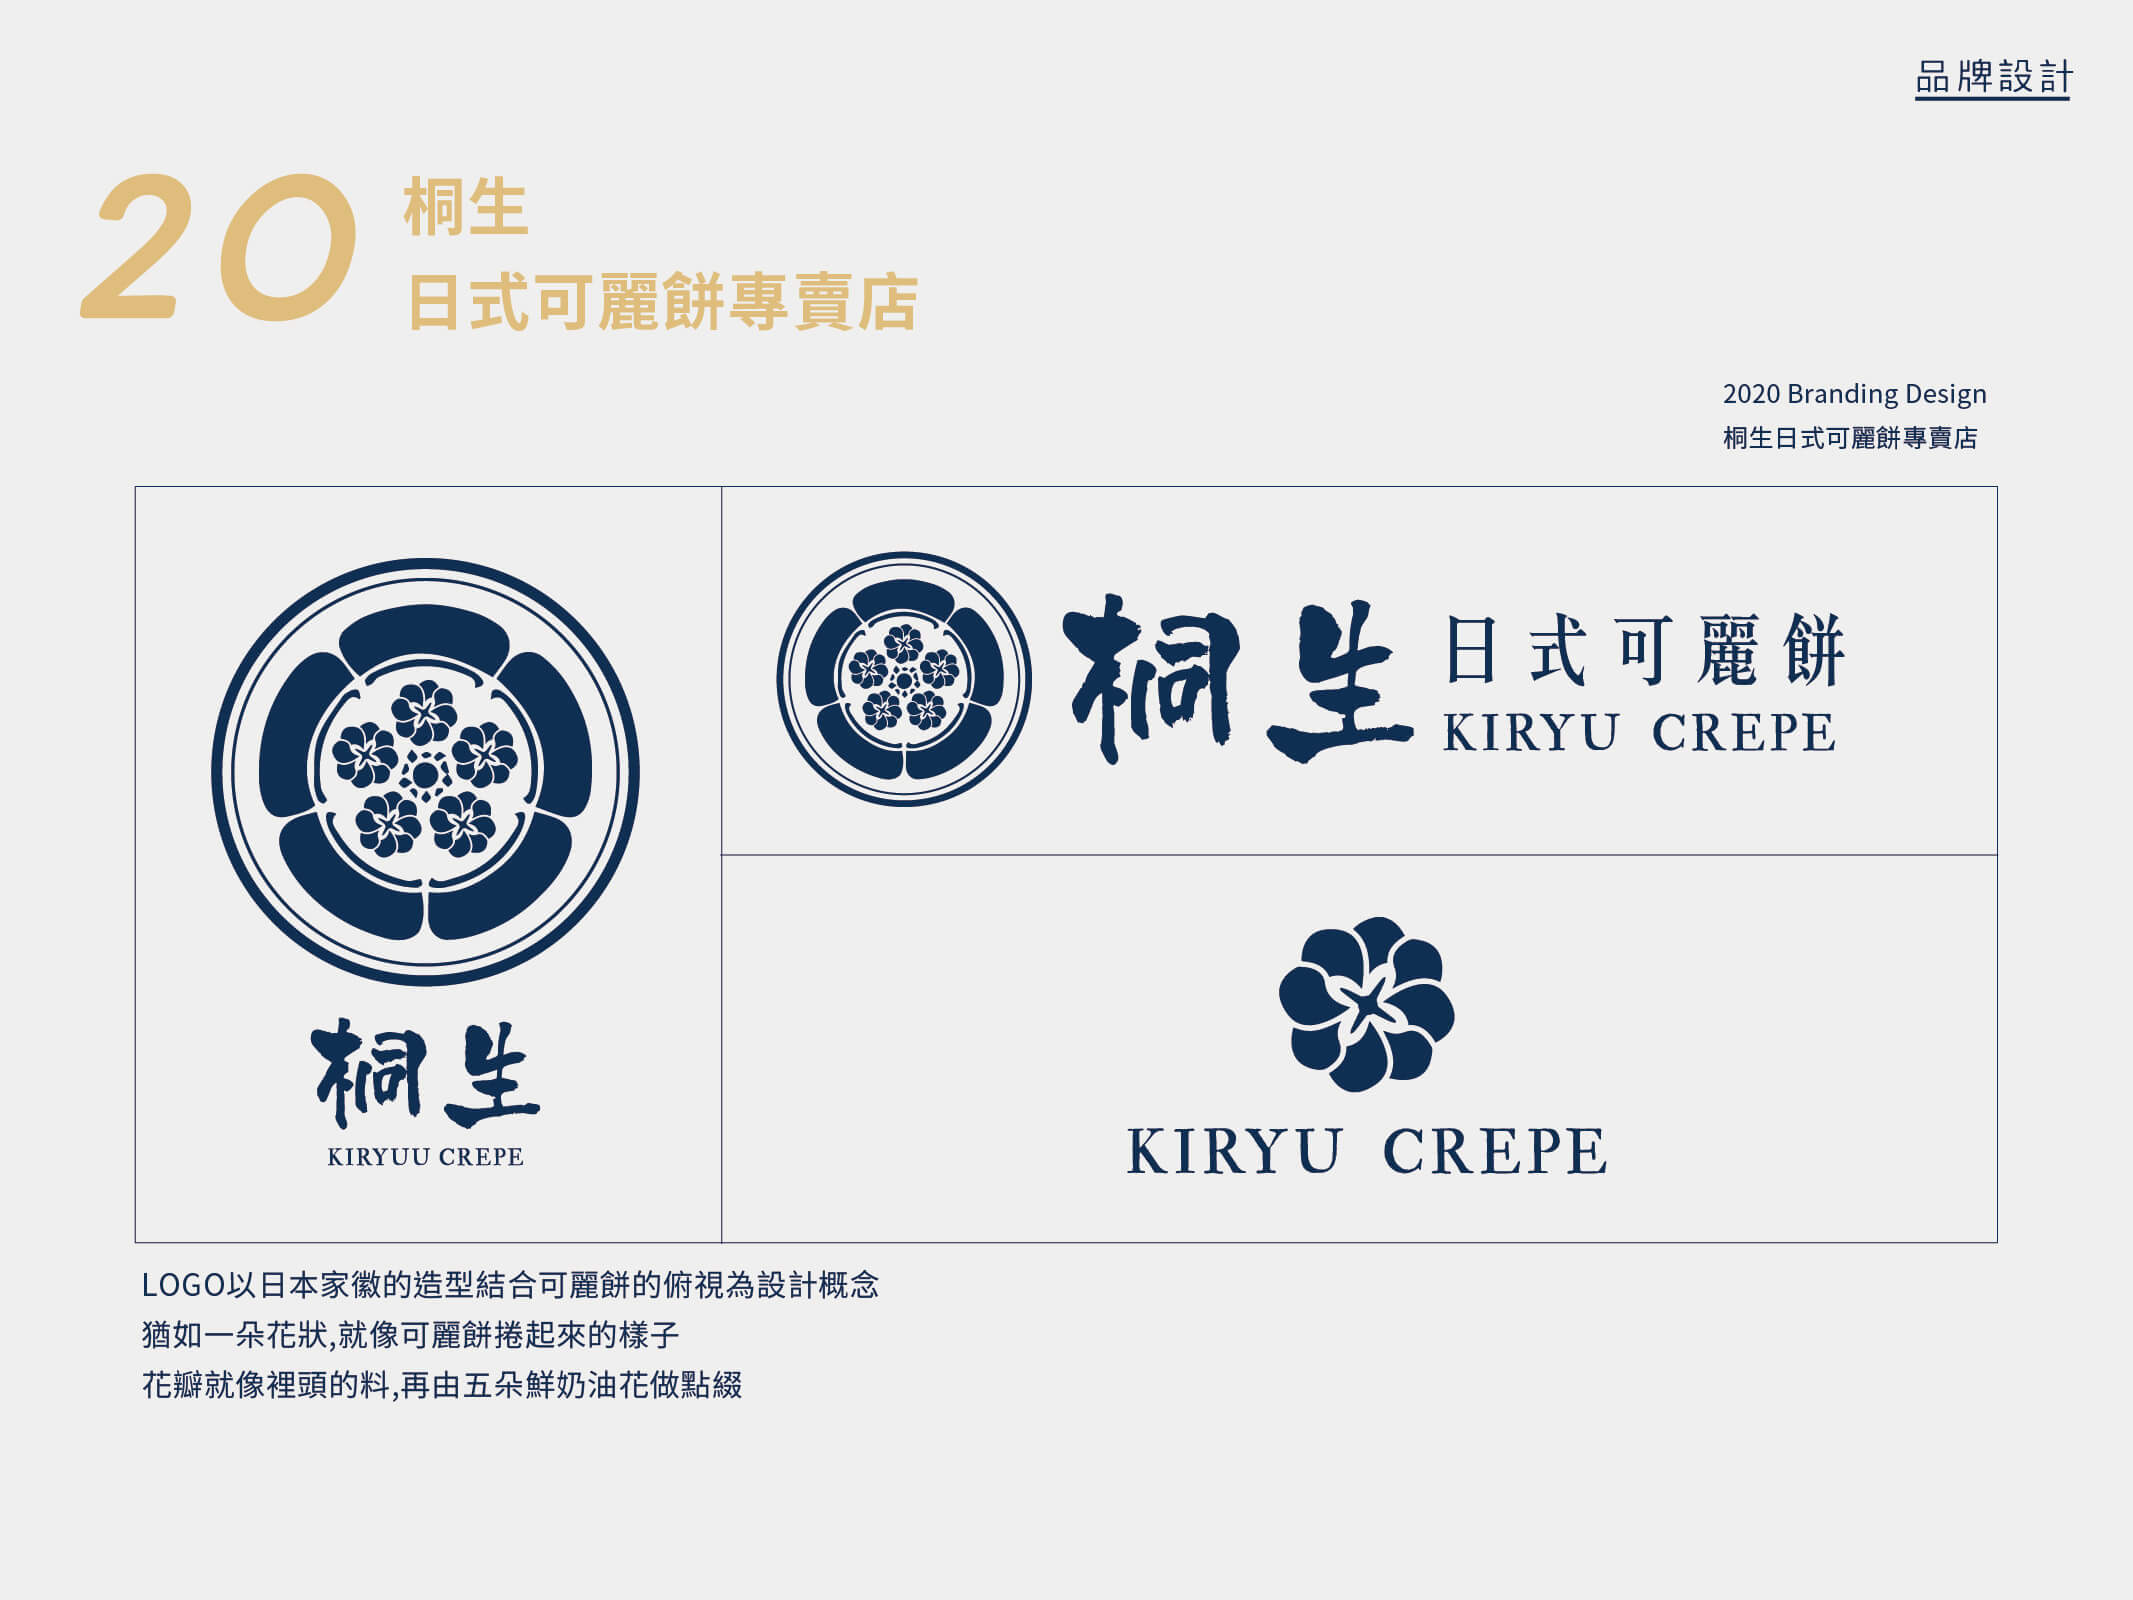 品牌設計
20
桐生
日式可麗餅專賣店
2020 Branding Design
桐生日式可麗餅專賣店
桐生
KIRYUU CREPE
桐生
日式可麗餅
KIRYU CREPE
KIRYU CREPE
LOGO以日本家徽的造型結合可麗餅的俯視為設計概念
猶如一朵花狀,就像可麗餅捲起來的樣子
花瓣就像裡頭的料,再由五朵鮮奶油花做點綴